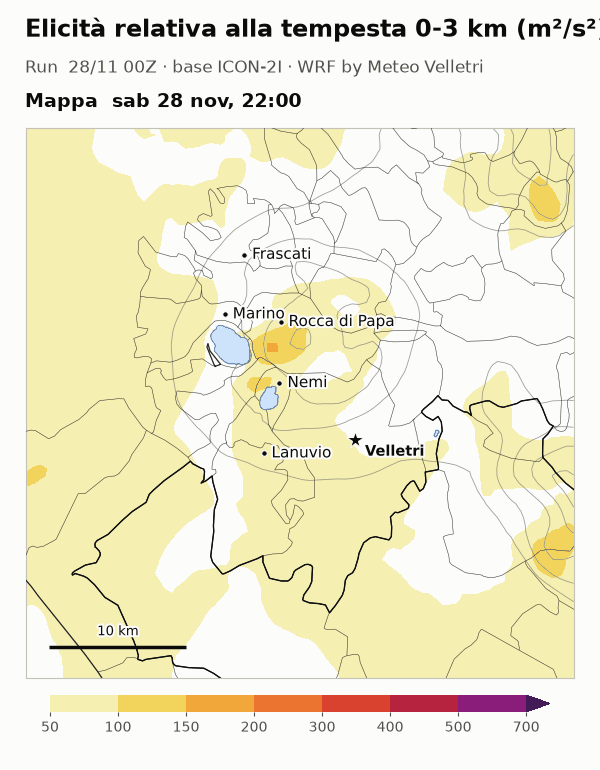 Elicità relativa alla tempesta 0-3 km (m²/s²)
Run 28/11 00Z · base ICON-2I · WRF by Meteo Velletri
Mappa sab 28 nov, 22:00
Frascati
Marino
Rocca di Papa
Nemi
Velletri
Lanuvio
10 km
50 100 150 200 300 400 500 700